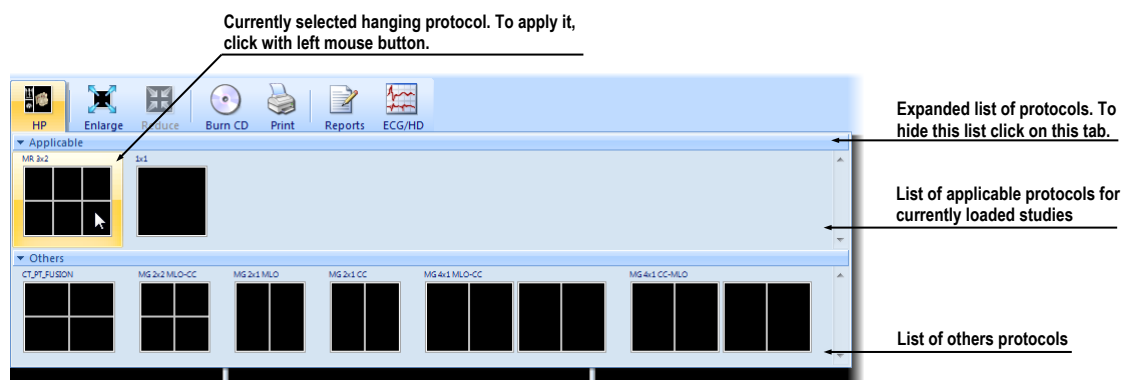 Currently selected hanging protocol. To apply it,
click with left mouse button.
HP
Enlarge
Reduce
Burn CD
Print
Reports
ECG/HD
Expanded list of protocols. To
hide this list click on this tab.
Applicable
MR 3x2
1x1
List of applicable protocols for
currently loaded studies
Others
CT_PT_FUSION
MG 2x2 MLO-CC
MG 2x1 MLO
MG 2x1 CC
MG 4x1 MLO-CC
MG 4x1 CC-MLO
List of others protocols